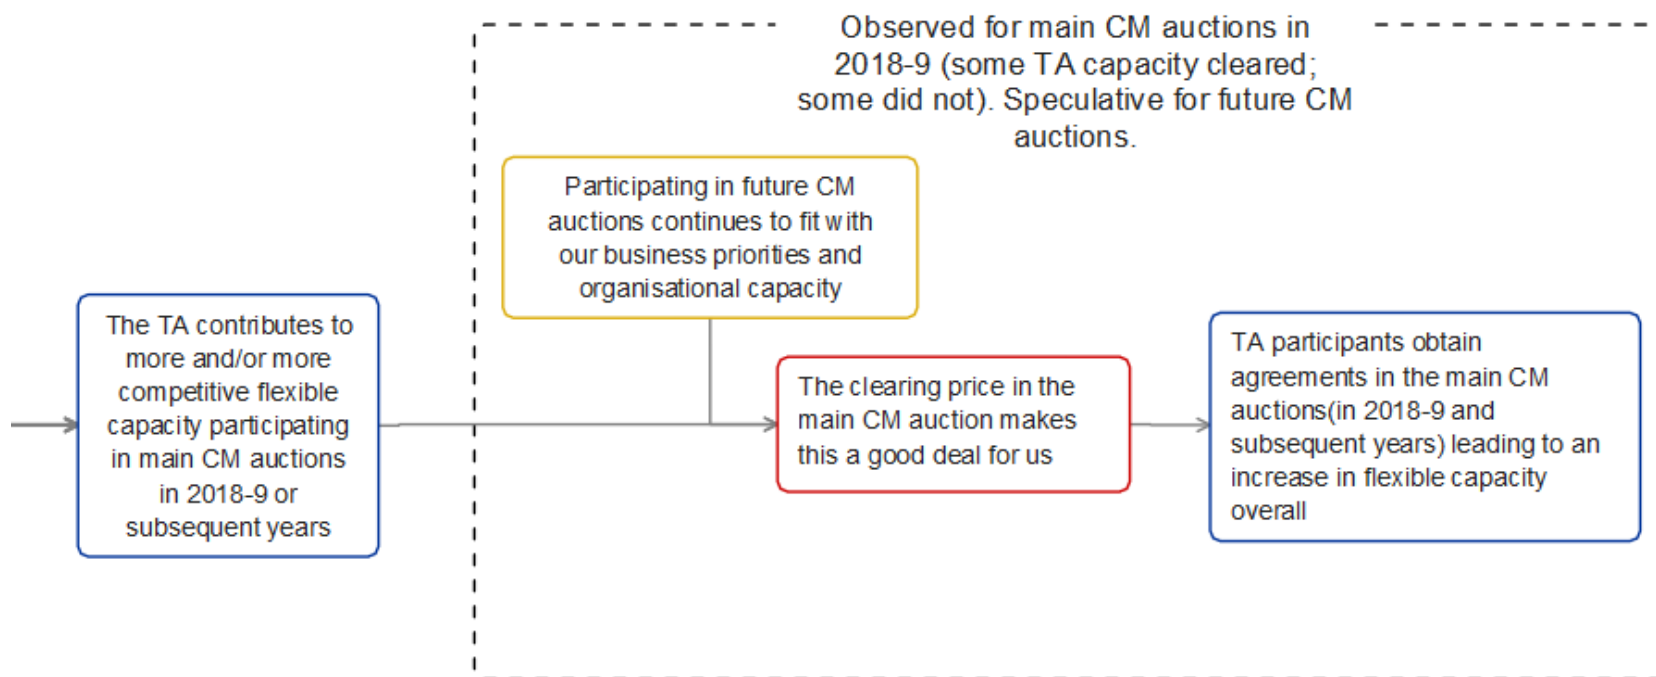 Observed for main CM auctions in
2018-9 (some TA capacity cleared;
some did not). Speculative for future CM
auctions.
Participating in future CM
auctions continues to fit with
our business priorities and
organisational capacity
The TA contributes to
more and/or more
competitive flexible
capacity participating
in main CM auctions
in 2018-9 or
subsequent years
The clearing price in the
main CM auction makes
this a good deal for us
TA participants obtain
agreements in the main CM
auctions(in 2018-9 and
subsequent years) leading to an
increase in flexible capacity
overall